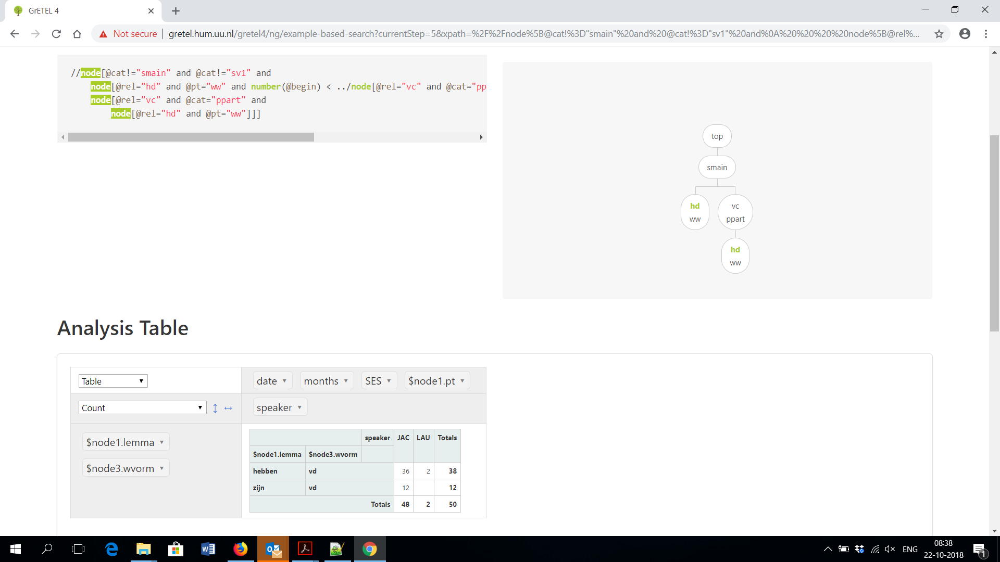 GrETEL 4
Not secure | gretel.hum.uu.nl/gretel4/ng/example-based-search?currentStep=5&xpath=%2F%2Fnode%5B@cat!%3D"smain"%20and%20@cat!%3D"sv1"%20and%0A%20%20%20%20node%5B@rel%...
//node[@cat!="smain" and @cat!="sv1" and
node[@rel="hd" and @pt="ww" and number(@begin) < ../node[@rel="vc" and @cat="pp
node[@rel="vc" and @cat="ppart" and
node[@rel="hd" and @pt="ww"]]]
top
smain
hd
ww
vc
ppart
hd
ww
Analysis Table
Table
date months SES $node1.pt
Count
speaker
$node1.lemma
$node3.wvorm
speaker JAC LAU Totals
$node1.lemma $node3.wvorm
hebben vd 36 2 38
zijn vd 12 12
Totals 48 2 50
ENG
08:38
22-10-2018
1